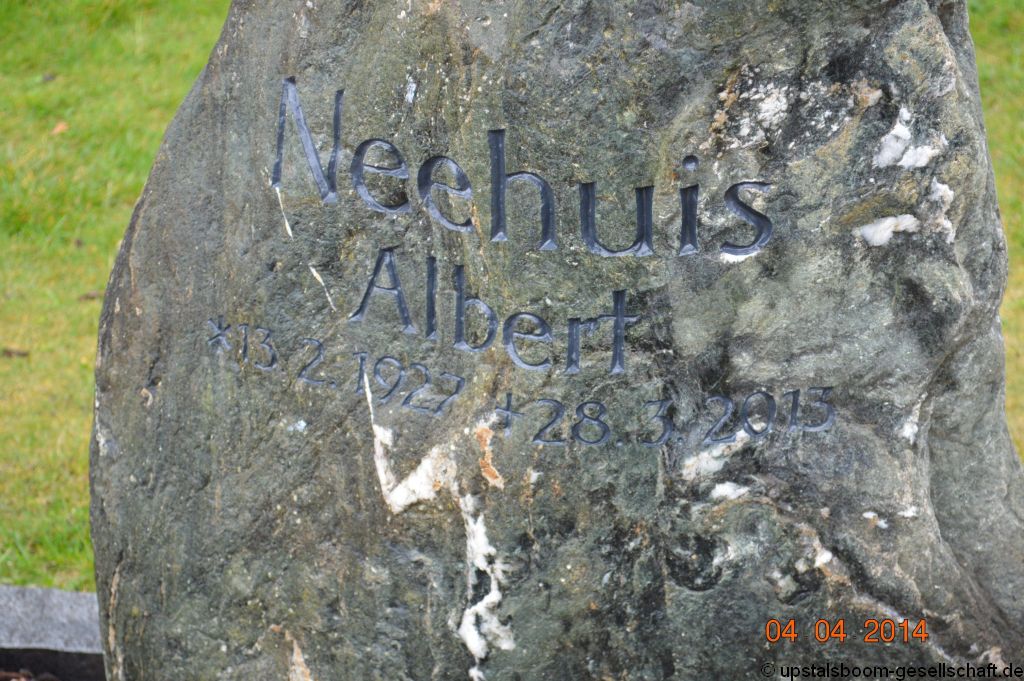 Neehuis
Albert
*13. 2. 1927 †28. 3. 2013
04 04 2014
© upstalsboom-gesellschaft.de